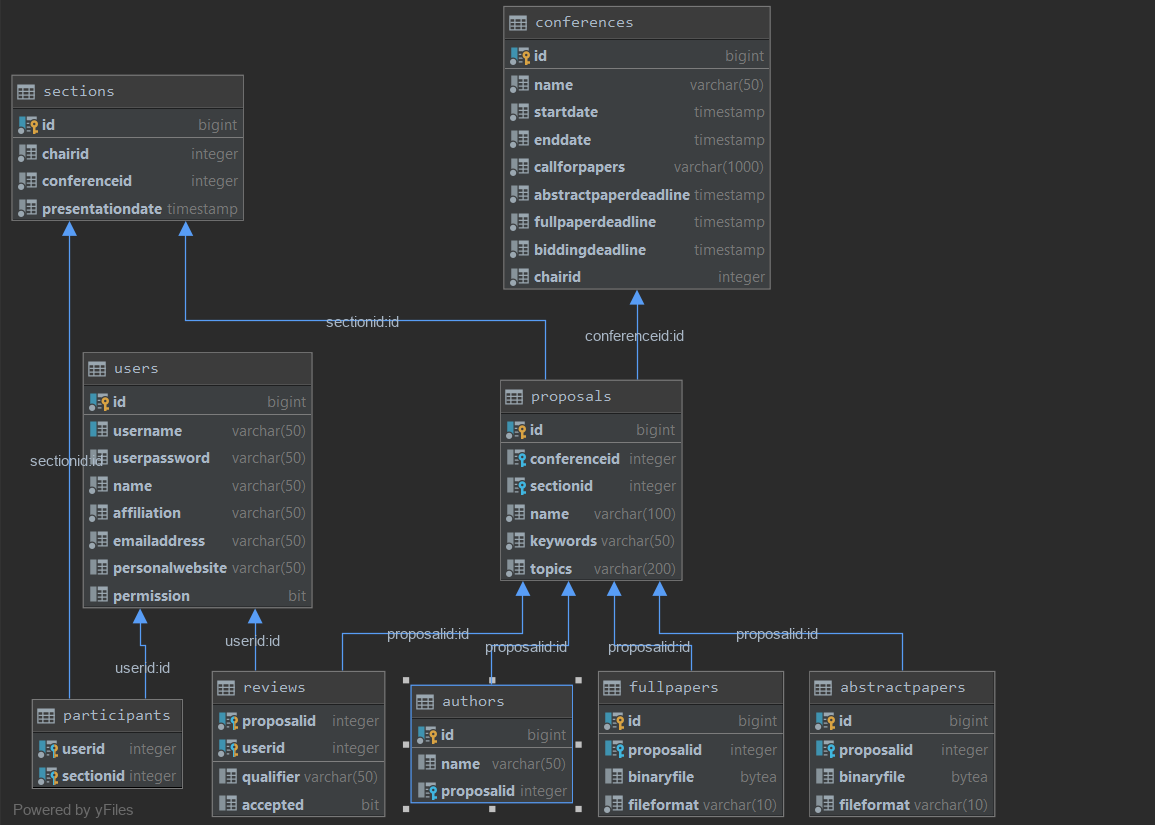 conferences
id bigint
name varchar(50)
startdate timestamp
enddate timestamp
callforpapers varchar(1000)
abstractpaperdeadline timestamp
fullpaperdeadline timestamp
biddingdeadline timestamp
chairid integer
sections
id bigint
chairid integer
conferenceid integer
presentationdate timestamp
sectionid:id
conferenceid:id
users
id bigint
username varchar(50)
userpassword varchar(50)
name varchar(50)
affiliation varchar(50)
emailaddress varchar(50)
personalwebsite varchar(50)
permission bit
sectionid:id
proposals
id bigint
conferenceid integer
sectionid integer
name varchar(100)
keywords varchar(50)
topics varchar(200)
userid:id
userid:id
proposalid:id
proposalid:id
proposalid:id
proposalid:id
participants
userid integer
sectionid integer
reviews
proposalid integer
userid integer
qualifier varchar(50)
accepted bit
authors
id bigint
name varchar(50)
proposalid integer
fullpapers
id bigint
proposalid integer
binaryfile bytea
fileformat varchar(10)
abstractpapers
id bigint
proposalid integer
binaryfile bytea
fileformat varchar(10)
Powered by yFiles